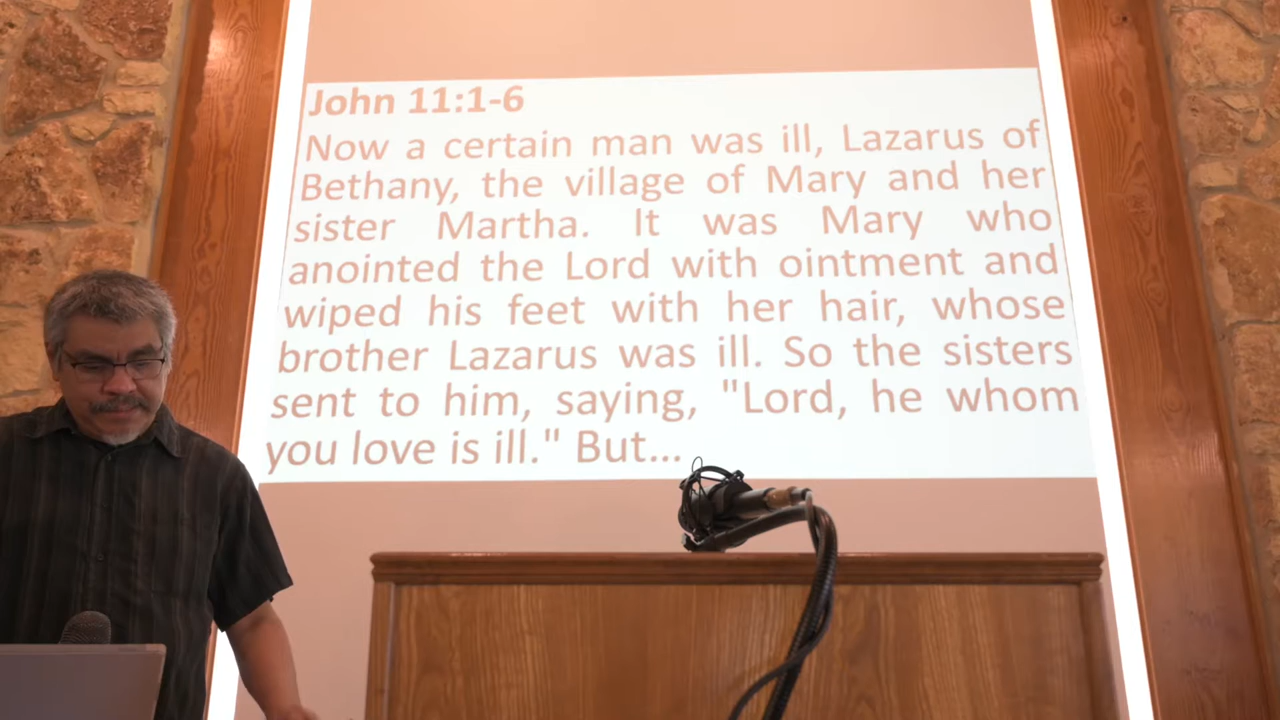 John 11:1-6
Now a certain man was ill, Lazarus of
Bethany, the village of Mary and her
sister Martha. It was Mary who
anointed the Lord with ointment and
wiped his feet with her hair, whose
brother Lazarus was ill. So the sisters
sent to him, saying, "Lord, he whom
you love is ill." But...